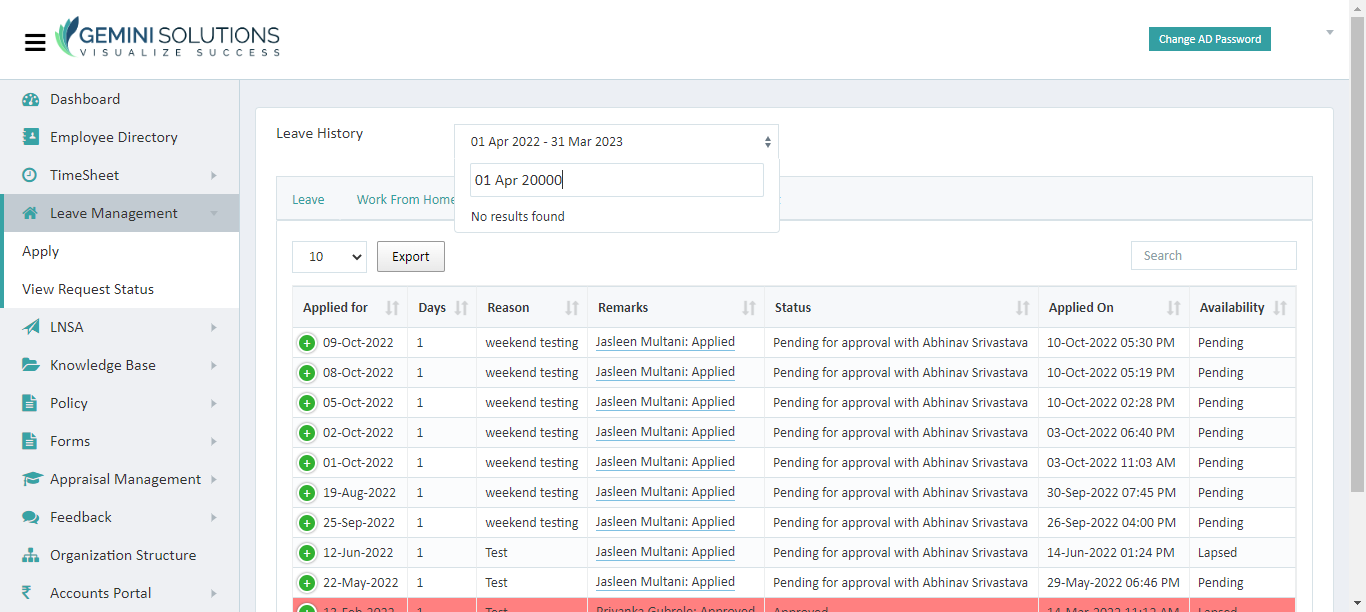 GEMINI SOLUTIONS
VISUALIZE SUCCESS
Change AD Password
Dashboard
Employee Directory
TimeSheet
Leave Management
Apply
View Request Status
LNSA
Knowledge Base
Policy
Forms
Appraisal Management
Feedback
Organization Structure
Accounts Portal
Leave History
01 Apr 2022 - 31 Mar 2023
01 Apr 20000
No results found
Leave Work From Home
10 Export Search
Applied for Days Reason Remarks Status Applied On Availability
09-Oct-2022 1 weekend testing Jasleen Multani: Applied Pending for approval with Abhinav Srivastava 10-Oct-2022 05:30 PM Pending
08-Oct-2022 1 weekend testing Jasleen Multani: Applied Pending for approval with Abhinav Srivastava 10-Oct-2022 05:19 PM Pending
05-Oct-2022 1 weekend testing Jasleen Multani: Applied Pending for approval with Abhinav Srivastava 10-Oct-2022 02:28 PM Pending
02-Oct-2022 1 weekend testing Jasleen Multani: Applied Pending for approval with Abhinav Srivastava 03-Oct-2022 06:40 PM Pending
01-Oct-2022 1 weekend testing Jasleen Multani: Applied Pending for approval with Abhinav Srivastava 03-Oct-2022 11:03 AM Pending
19-Aug-2022 1 weekend testing Jasleen Multani: Applied Pending for approval with Abhinav Srivastava 30-Sep-2022 07:45 PM Pending
25-Sep-2022 1 weekend testing Jasleen Multani: Applied Pending for approval with Abhinav Srivastava 26-Sep-2022 04:00 PM Pending
12-Jun-2022 1 Test Jasleen Multani: Applied Pending for approval with Abhinav Srivastava 14-Jun-2022 01:24 PM Lapsed
22-May-2022 1 Test Jasleen Multani: Applied Pending for approval with Abhinav Srivastava 29-May-2022 06:46 PM Pending